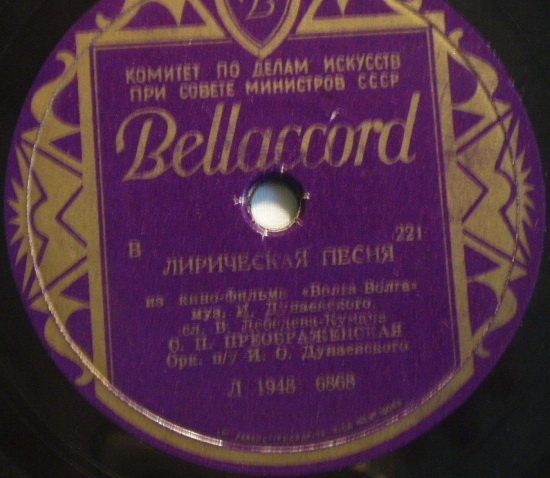 B
КОМИТЕТ ПО ДЕЛАМ ИСКУССТВ
ПРИ СОВЕТЕ МИНИСТРОВ СССР
Bellaccord
В 221
ЛИРИЧЕСКАЯ ПЕСНЯ
из кино-фильма «Волга-Волга»
муз. И. Дунаевского.
сл. В. Лебедева-Кумача
С. П. ПРЕОБРАЖЕНСКАЯ
Орк. п/у И. О. Дунаевского
Л 1948 6868